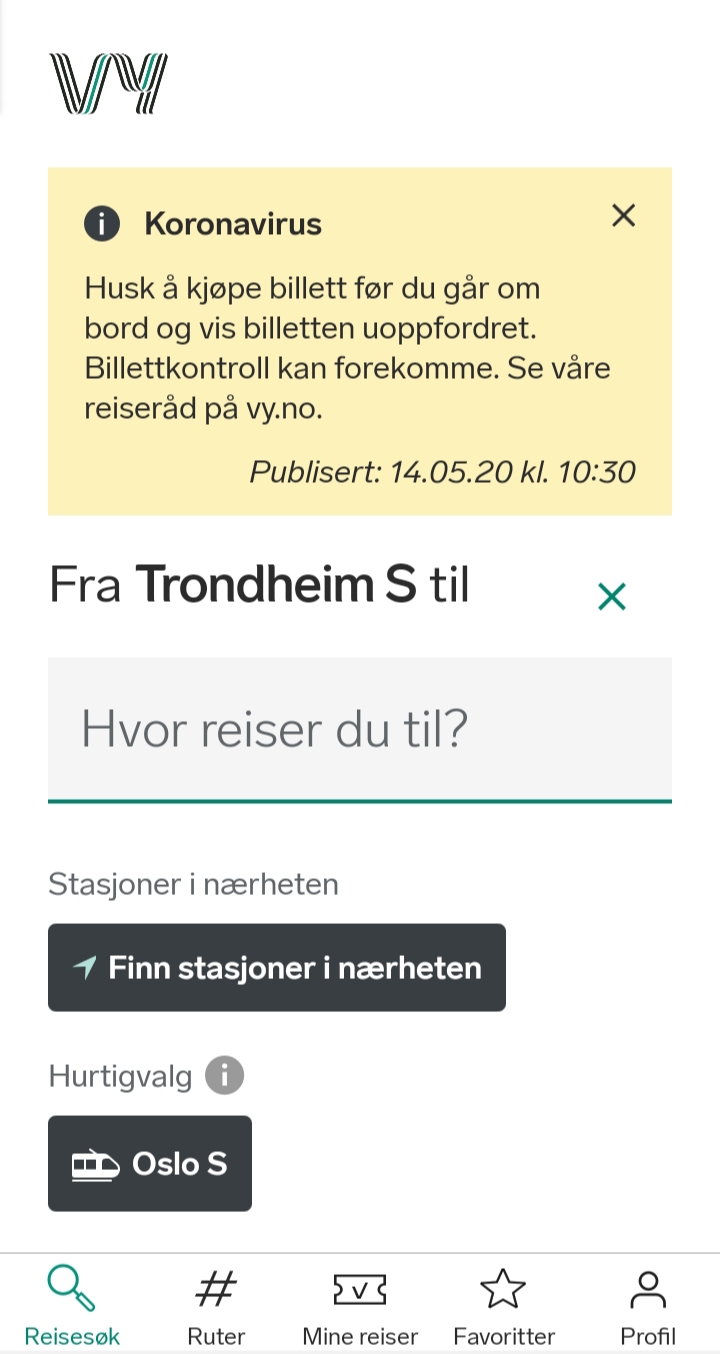 VY
Koronavirus
Husk å kjøpe billett før du går om
bord og vis billetten uoppfordret.
Billettkontroll kan forekomme. Se våre
reiseråd på vy.no.
Publisert: 14.05.20 kl. 10:30
Fra Trondheim S til
Hvor reiser du til?
Stasjoner i nærheten
Finn stasjoner i nærheten
Hurtigvalg
Oslo S
Reisesøk
Ruter
Mine reiser
Favoritter
Profil